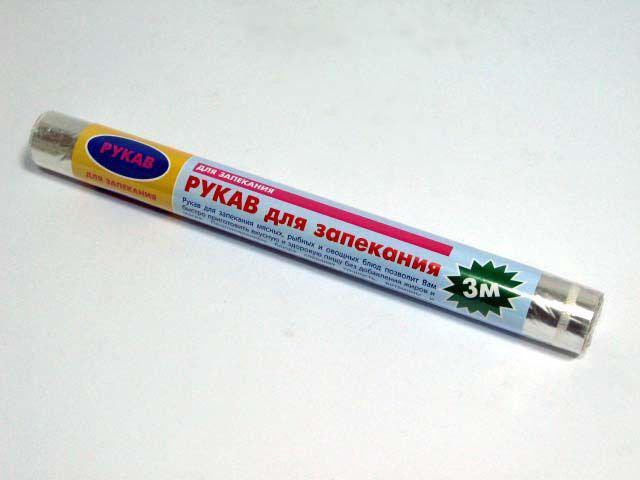 РУКАВ
ДЛЯ ЗАПЕКАНИЯ
ДЛЯ ЗАПЕКАНИЯ
РУКАВ для запекания
Рукав для запекания мясных, рыбных и овощных блюд позволит Вам
быстро приготовить вкусную и здоровую пищу без добавления жиров и
3М